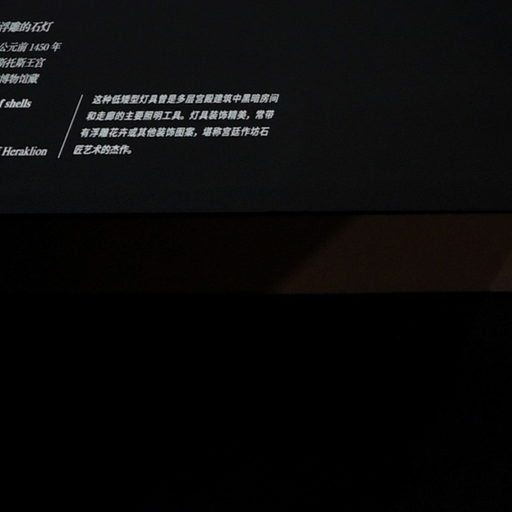 浮雕的石灯
公元前 1450 年
斯托斯王宫
博物馆藏
f shells
Heraklion
这种低矮型灯具曾是多层宫殿建筑中黑暗房间
和走廊的主要照明工具。灯具装饰精美，常带
有浮雕花卉或其他装饰图案，堪称宫廷作坊石
匠艺术的杰作。